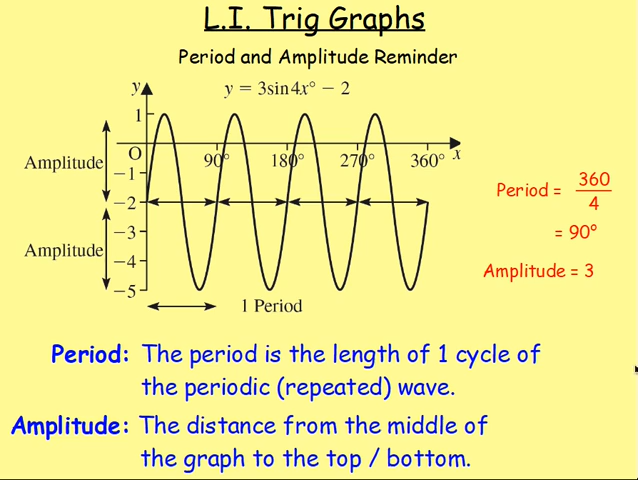 L.I. Trig Graphs
Period and Amplitude Reminder
y
y = 3sin4x° − 2
1
O
90°
180°
270°
360°
x
Amplitude
−1
−2
−3
Amplitude
−4
−5
1 Period
Period = 360/4
= 90°
Amplitude = 3
Period: The period is the length of 1 cycle of
the periodic (repeated) wave.
Amplitude: The distance from the middle of
the graph to the top / bottom.